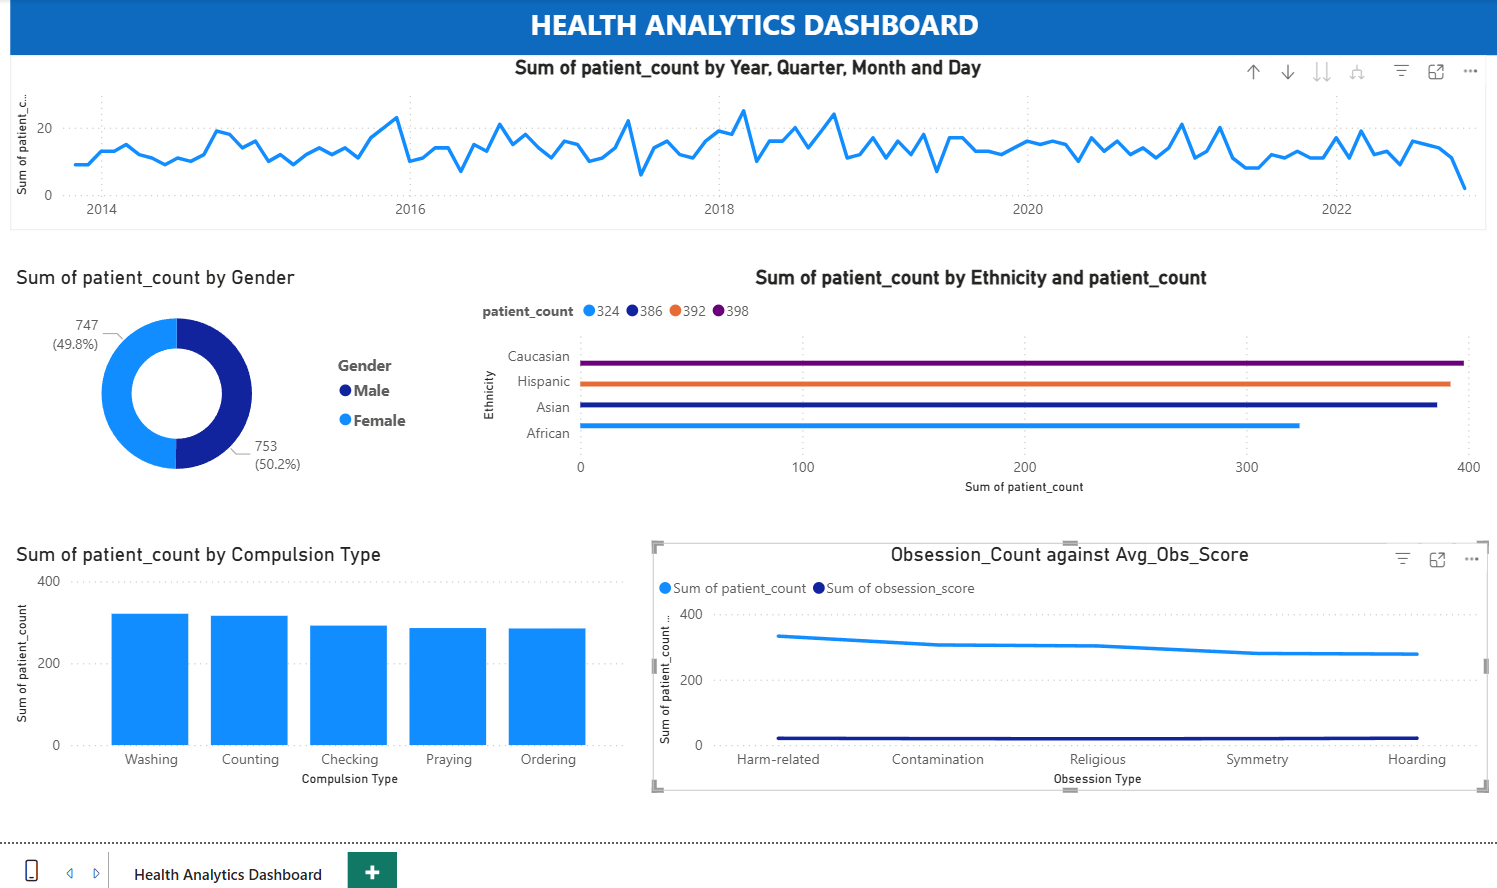 HEALTH ANALYTICS DASHBOARD
Sum of patient_count by Year, Quarter, Month and Day
Sum of patient_c...
20
0
2014 2016 2018 2020 2022
Sum of patient_count by Gender
747
(49.8%)
753
(50.2%)
Gender
Male
Female
Sum of patient_count by Ethnicity and patient_count
patient_count 324 386 392 398
Ethnicity
Caucasian
Hispanic
Asian
African
0 100 200 300 400
Sum of patient_count
Sum of patient_count by Compulsion Type
Sum of patient_count
400
200
0
Washing Counting Checking Praying Ordering
Compulsion Type
Obsession_Count against Avg_Obs_Score
Sum of patient_count Sum of obsession_score
Sum of patient_count ...
400
200
0
Harm-related Contamination Religious Symmetry Hoarding
Obsession Type
Health Analytics Dashboard